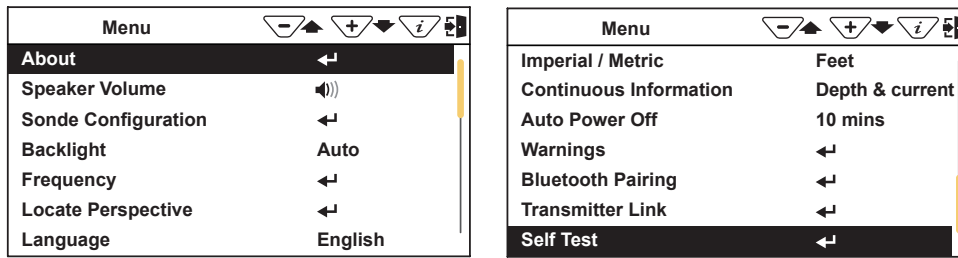 Menu - + i
About
Speaker Volume
Sonde Configuration
Backlight Auto
Frequency
Locate Perspective
Language English
Menu - + i
Imperial / Metric Feet
Continuous Information Depth & current
Auto Power Off 10 mins
Warnings
Bluetooth Pairing
Transmitter Link
Self Test